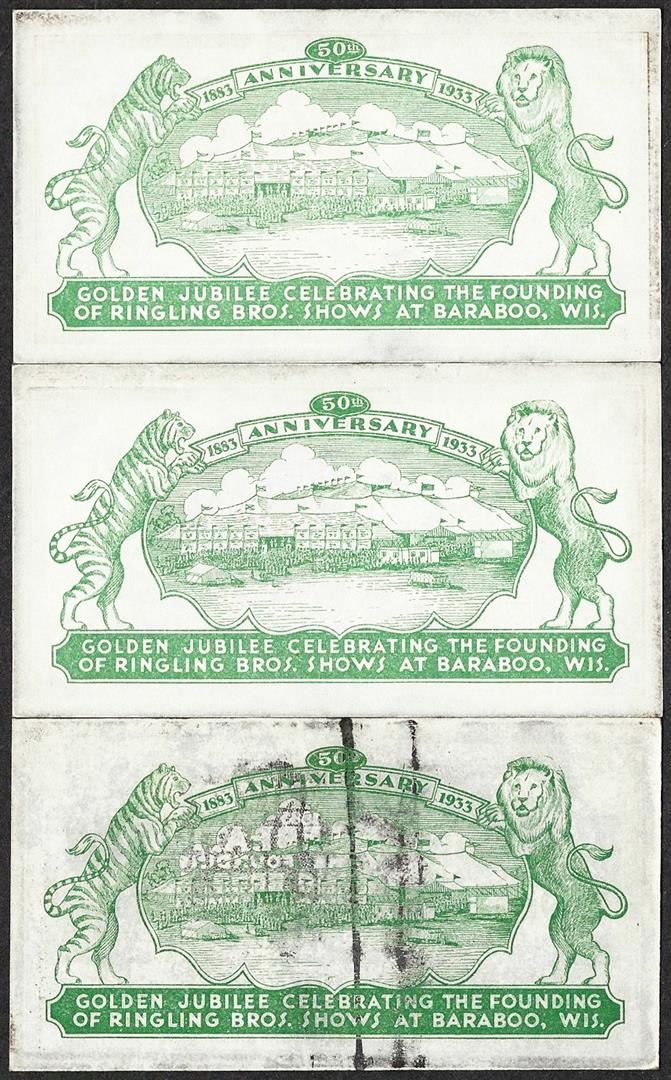 50th
1883 ANNIVERSARY 1933
GOLDEN JUBILEE CELEBRATING THE FOUNDING
OF RINGLING BROS. SHOWS AT BARABOO, WIS.
50th
1883 ANNIVERSARY 1933
GOLDEN JUBILEE CELEBRATING THE FOUNDING
OF RINGLING BROS. SHOWS AT BARABOO, WIS.
50th
1883 ANNIVERSARY 1933
GOLDEN JUBILEE CELEBRATING THE FOUNDING
OF RINGLING BROS. SHOWS AT BARABOO, WIS.